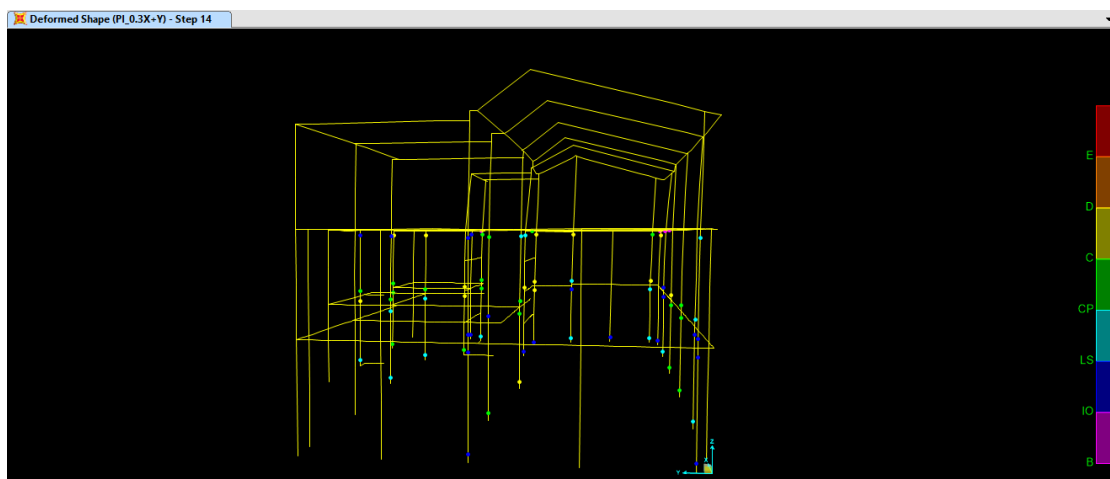 Deformed Shape (PI_0.3X+Y) - Step 14
E
D
C
CP
LS
IO
B
Z
X
Y